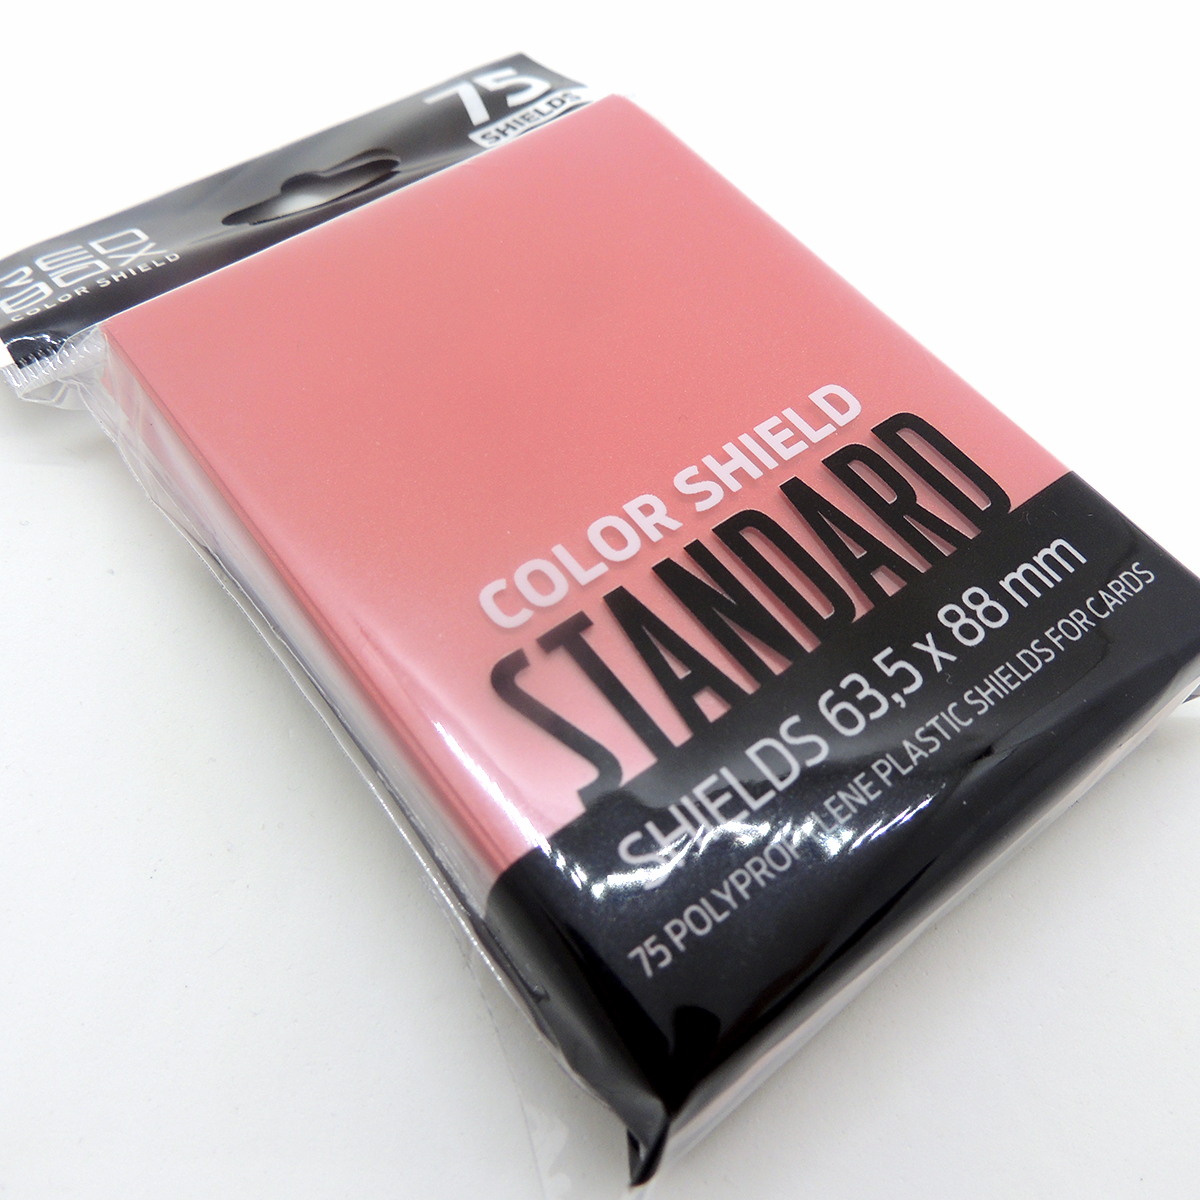 75
SHIELDS
RED
BOX
COLOR SHIELD
COLOR SHIELD
STANDARD
SHIELDS 63,5 x 88 mm
75 POLYPROPYLENE PLASTIC SHIELDS FOR CARDS